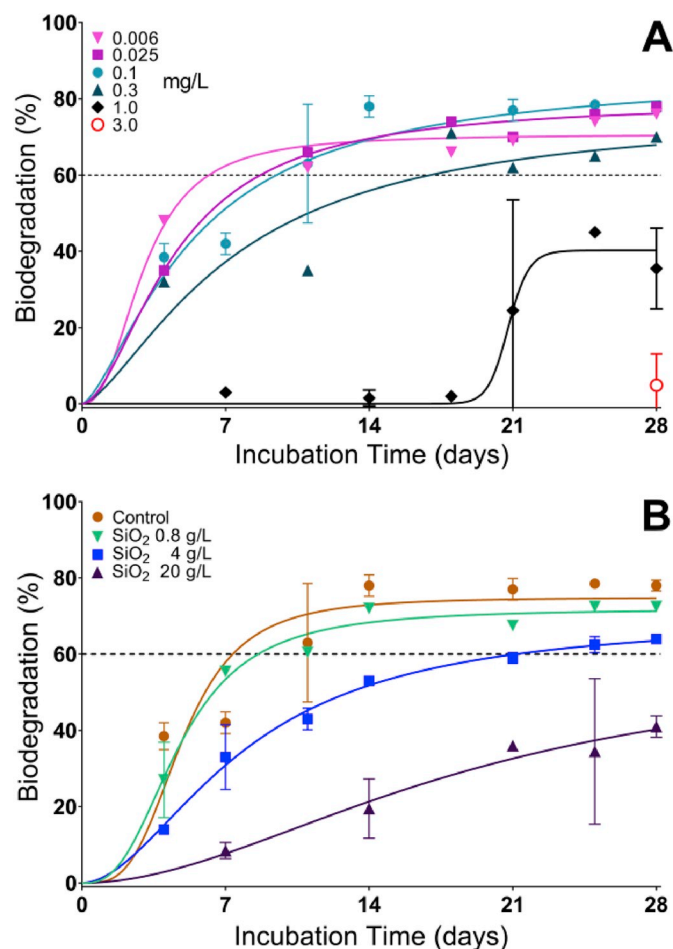 A
100
80
60
40
20
0
Biodegradation (%)
0.006
0.025
0.1
0.3
1.0
3.0
mg/L
0
7
14
21
28
Incubation Time (days)
B
100
80
60
40
20
0
Biodegradation (%)
Control
SiO₂ 0.8 g/L
SiO₂ 4 g/L
SiO₂ 20 g/L
0
7
14
21
28
Incubation Time (days)